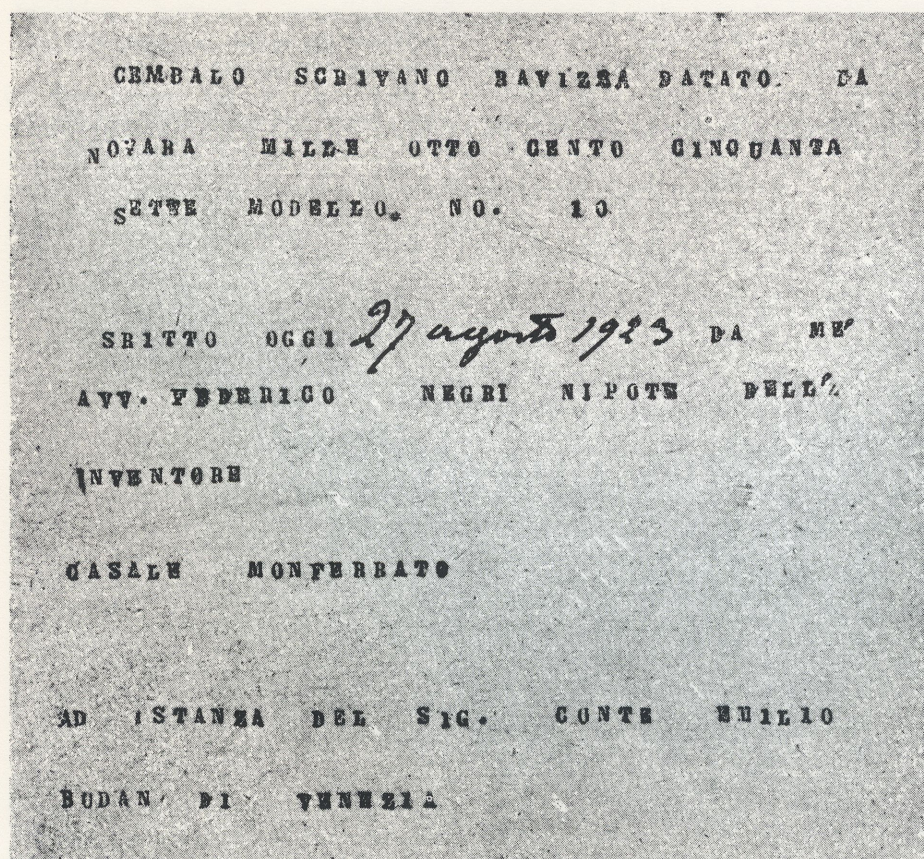 CEMBALO SCRIVANO RAVIZZA DATATO. DA
NOVARA MILLE OTTO CENTO CINQUANTA
SETTE MODELLO. NO. 10
SRITTO OGGI 27 agosto 1923 DA ME'
AVV. FEDERICO NEGRI NIPOTE DELL'
INVENTORE
CASALE MONFERRATO
AD ISTANZA DEL SIG. CONTE EMILIO
BUDAN DI VENEZIA